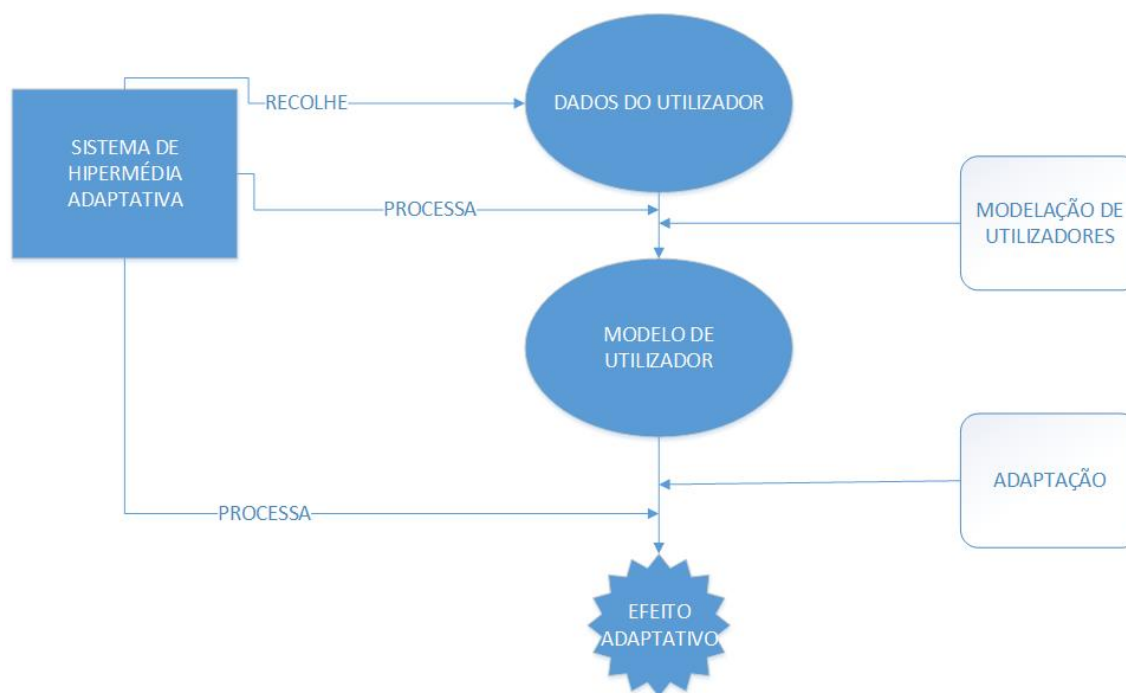 DADOS DO UTILIZADOR
RECOLHE
SISTEMA DE
HIPERMÉDIA
ADAPTATIVA
PROCESSA
MODELAÇÃO DE
UTILIZADORES
MODELO DE
UTILIZADOR
ADAPTAÇÃO
PROCESSA
EFEITO
ADAPTATIVO